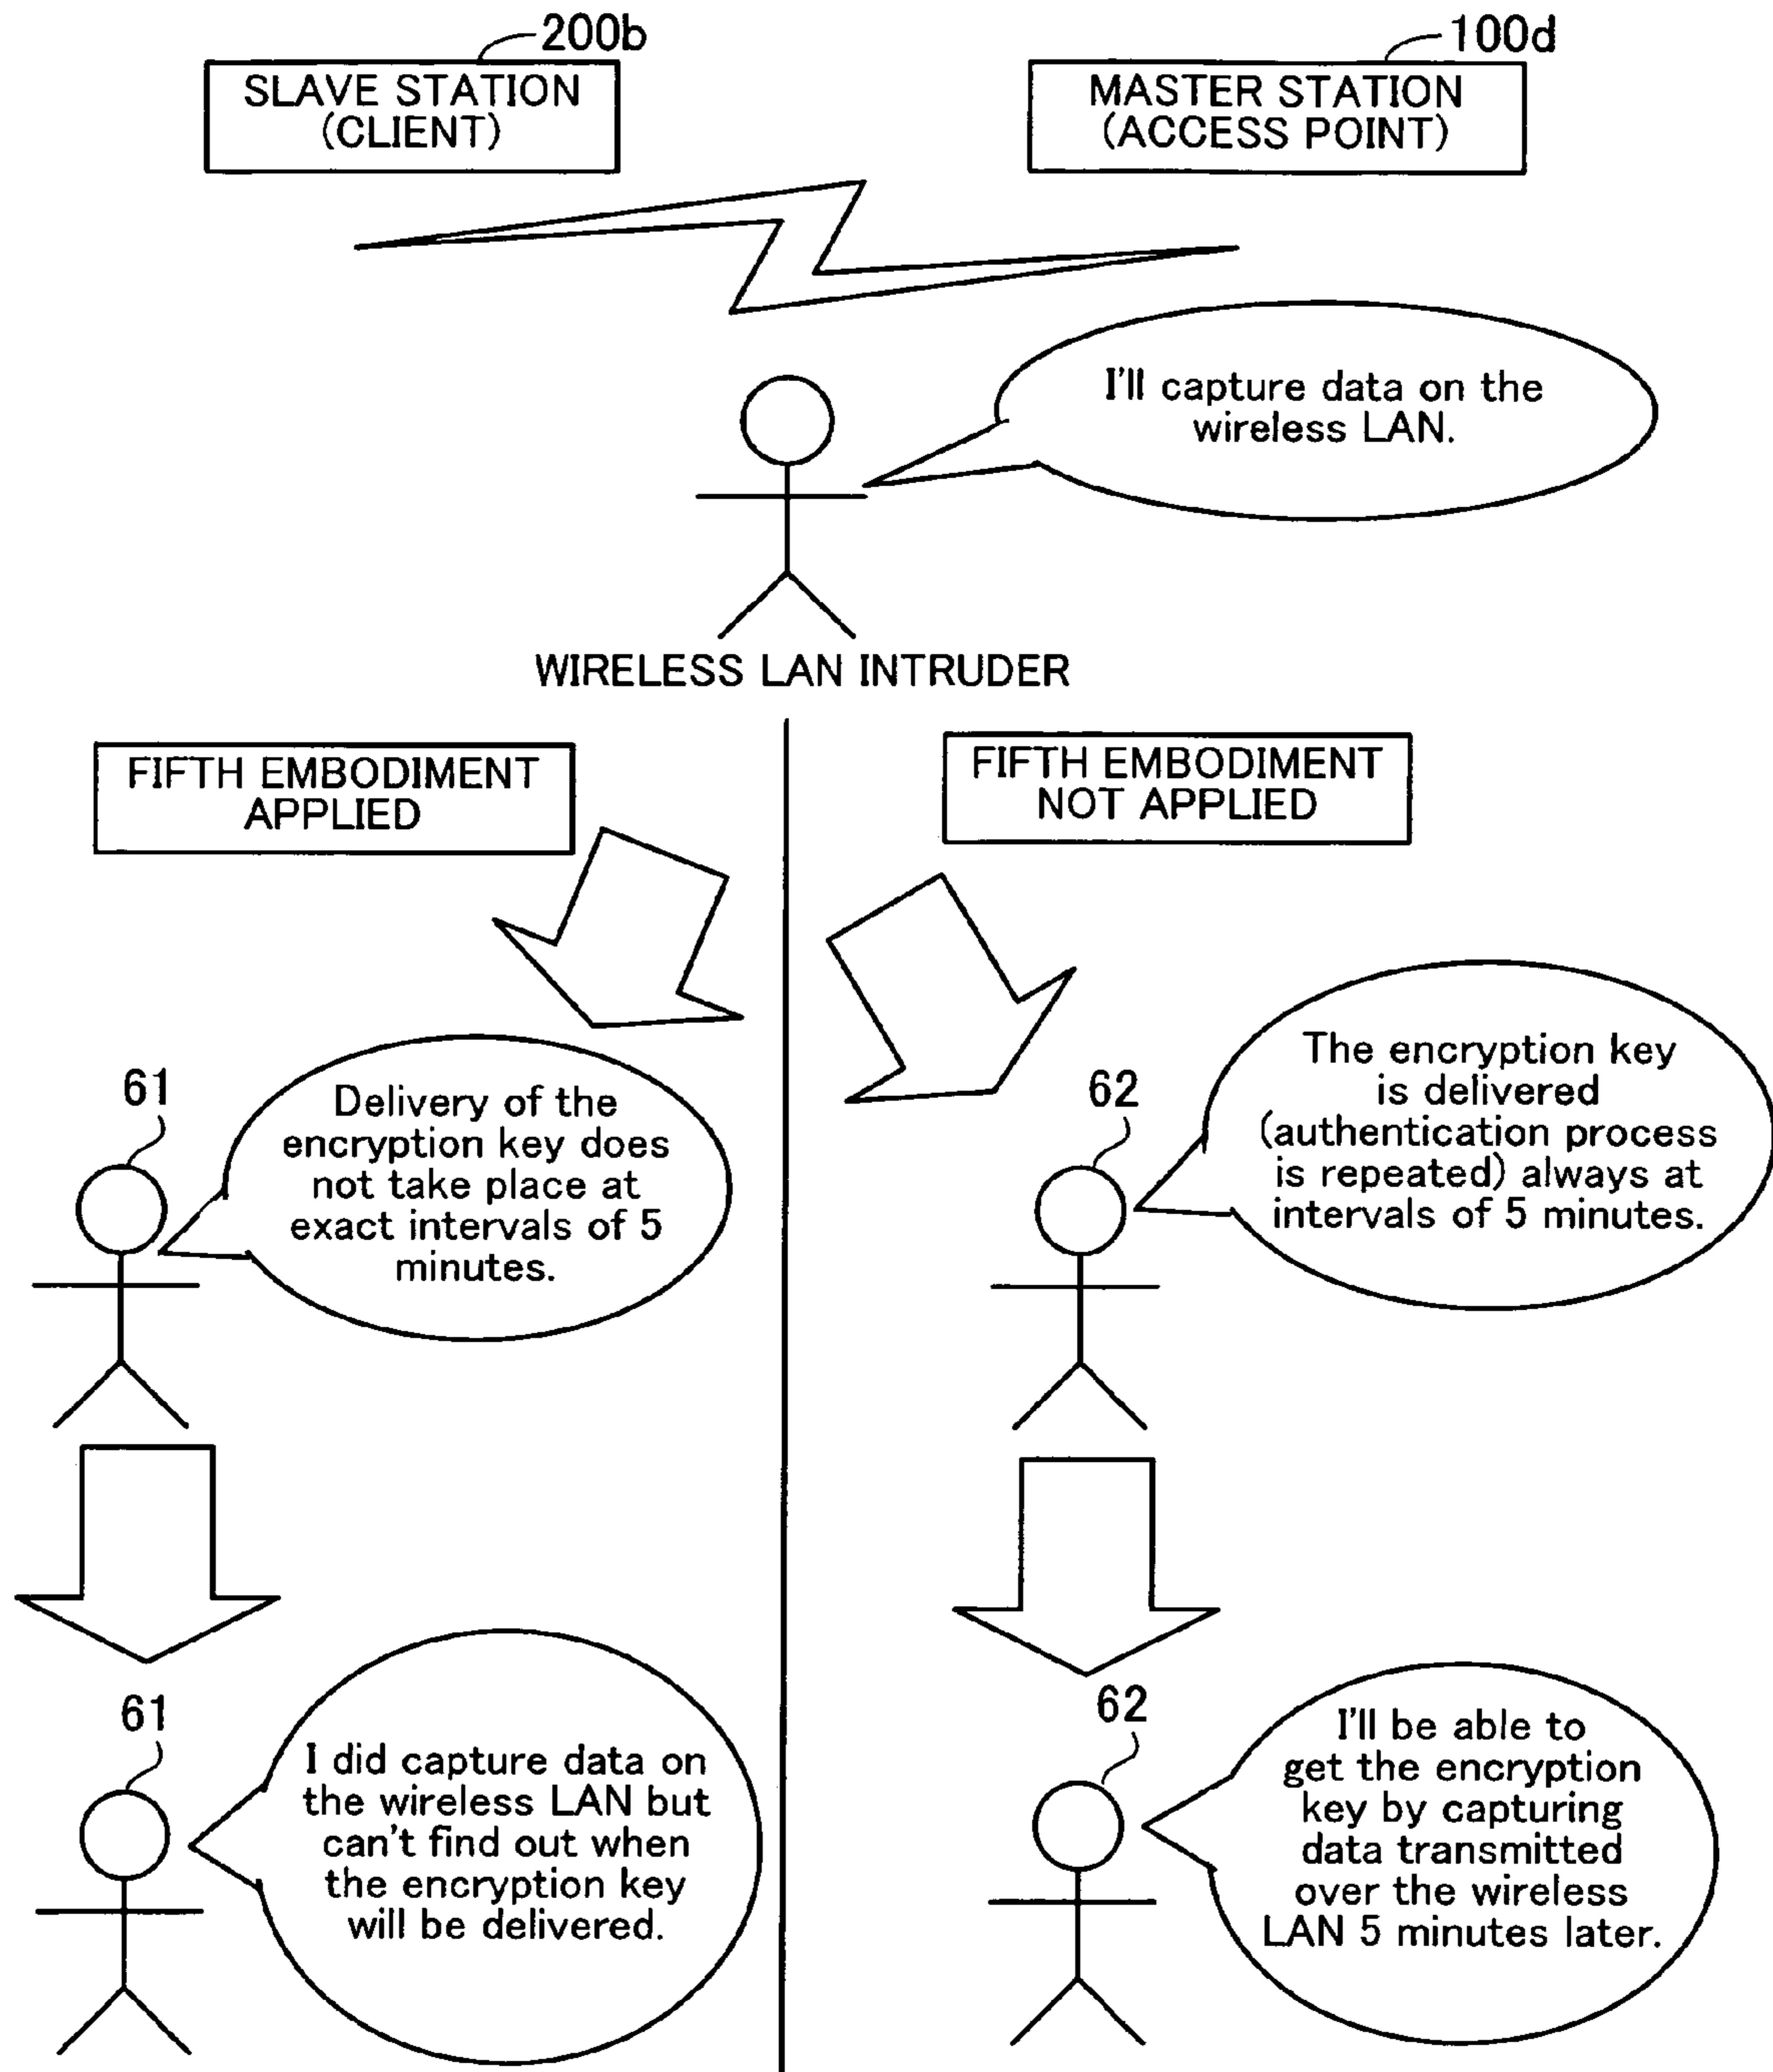 200b
SLAVE STATION
(CLIENT)
100d
MASTER STATION
(ACCESS POINT)
I'll capture data on the
wireless LAN.
WIRELESS LAN INTRUDER
FIFTH EMBODIMENT
APPLIED
FIFTH EMBODIMENT
NOT APPLIED
61
Delivery of the
encryption key does
not take place at
exact intervals of 5
minutes.
62
The encryption key
is delivered
(authentication process
is repeated) always at
intervals of 5 minutes.
61
I did capture data on
the wireless LAN but
can't find out when
the encryption key
will be delivered.
62
I'll be able to
get the encryption
key by capturing
data transmitted
over the wireless
LAN 5 minutes later.